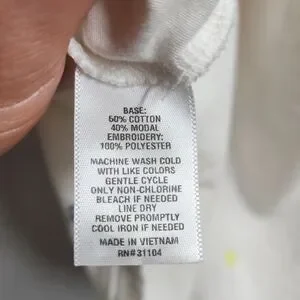 BASE:
60% COTTON
40% MODAL
EMBROIDERY:
100% POLYESTER
MACHINE WASH COLD
WITH LIKE COLORS
GENTLE CYCLE
ONLY NON-CHLORINE
BLEACH IF NEEDED
LINE DRY
REMOVE PROMPTLY
COOL IRON IF NEEDED
MADE IN VIETNAM
RN#31104